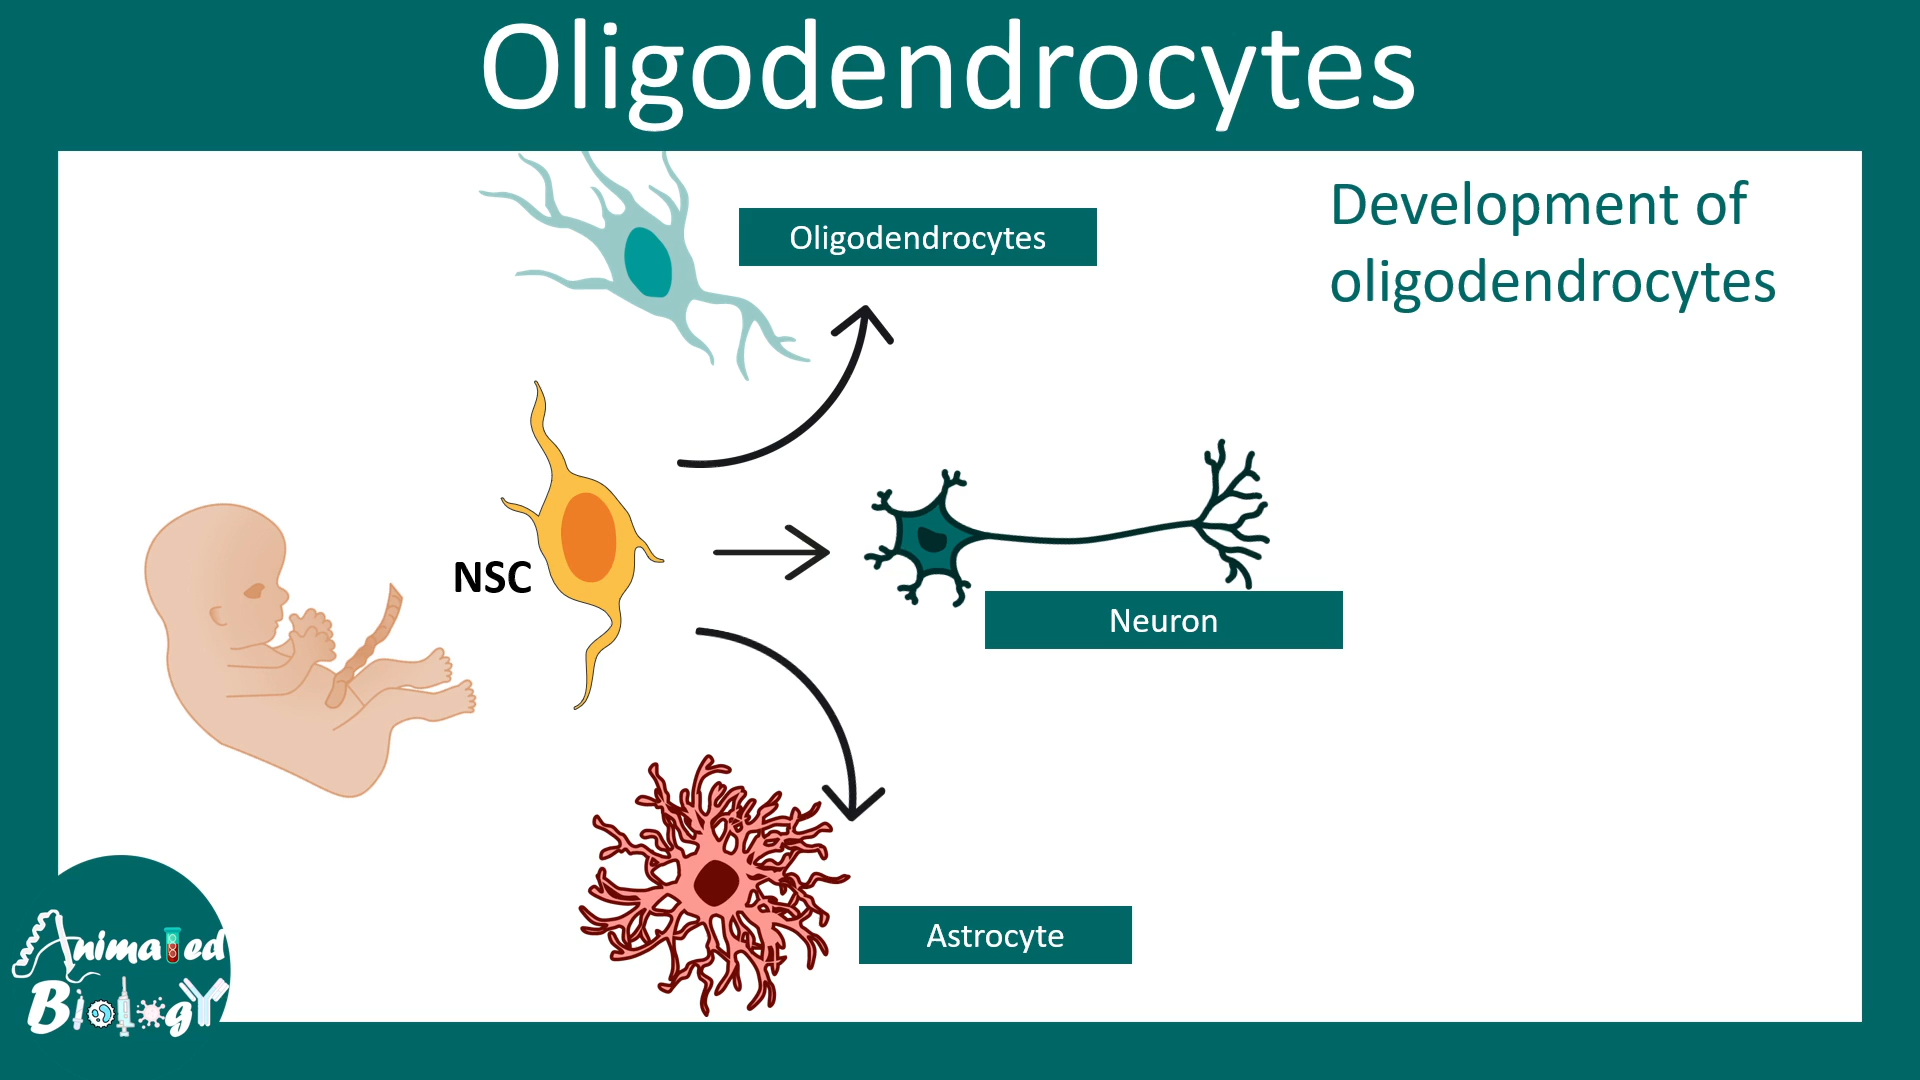 Oligodendrocytes
Development of
oligodendrocytes
Oligodendrocytes
NSC
Neuron
Astrocyte
Animated
Biology